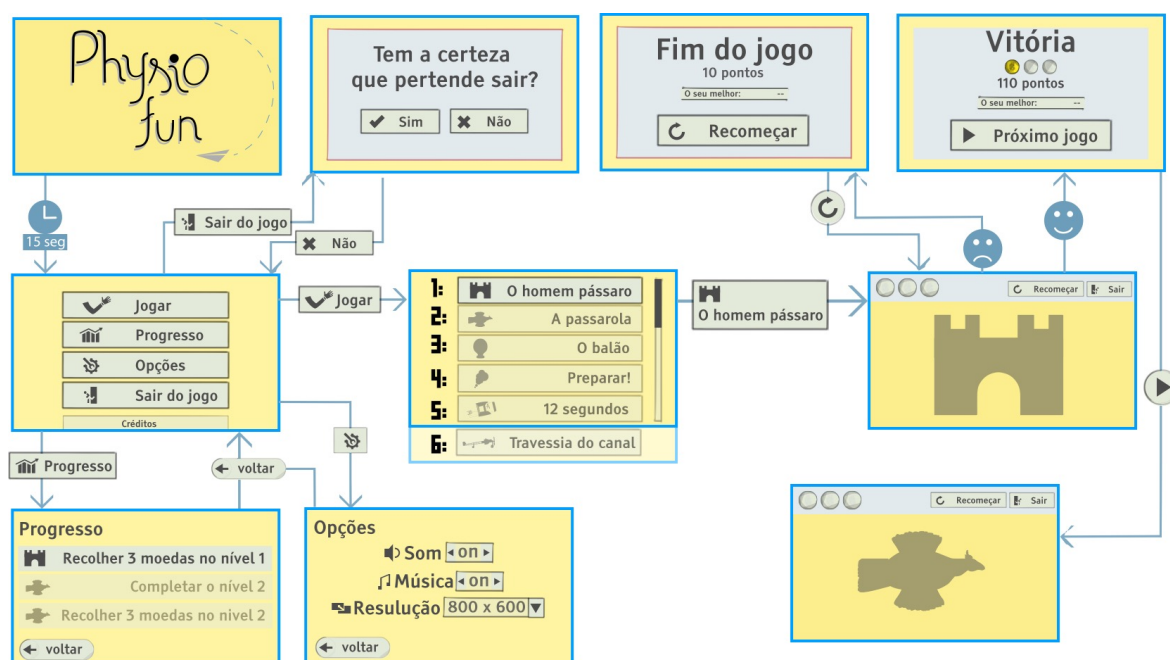 Physio
fun
Tem a certeza
que pertende sair?
Sim
Não
Fim do jogo
10 pontos
O seu melhor: --
Recomeçar
Vitória
110 pontos
O seu melhor: --
Próximo jogo
15 seg
Sair do jogo
Não
Jogar
Progresso
Opções
Sair do jogo
Créditos
Jogar
1: O homem pássaro
2: A passarola
3: O balão
4: Preparar!
5: 12 segundos
6: Travessia do canal
O homem pássaro
Recomeçar Sair
Progresso
voltar
Progresso
Recolher 3 moedas no nível 1
Completar o nível 2
Recolher 3 moedas no nível 2
voltar
Opções
Som on
Música on
Resulução 800 x 600
voltar
Recomeçar Sair